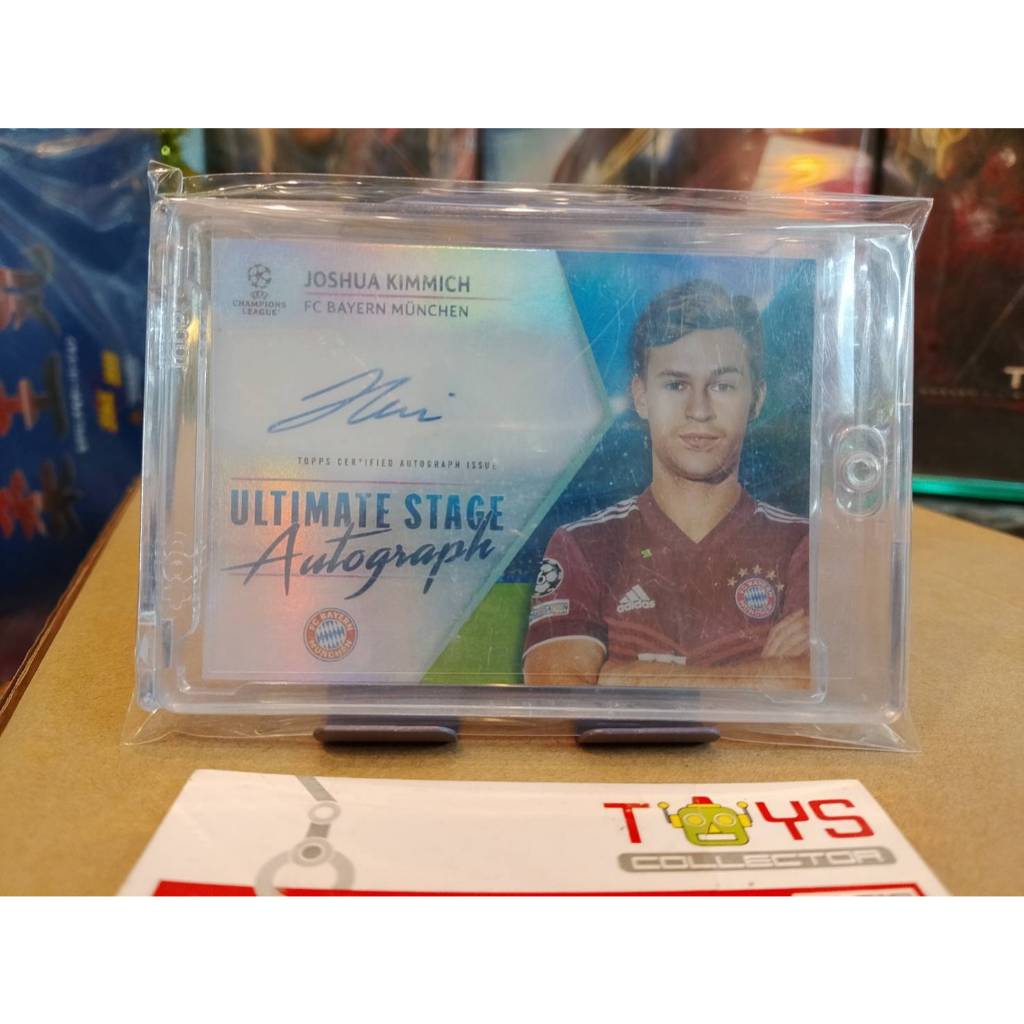 JOSHUA KIMMICH
CHAMPIONS
LEAGUE
FC BAYERN MÜNCHEN
TOPPS CERTIFIED AUTOGRAPH ISSUE
ULTIMATE STAGE
Autograph
adidas
FC BAYERN
MÜNCHEN
TOYS
COLLECTOR